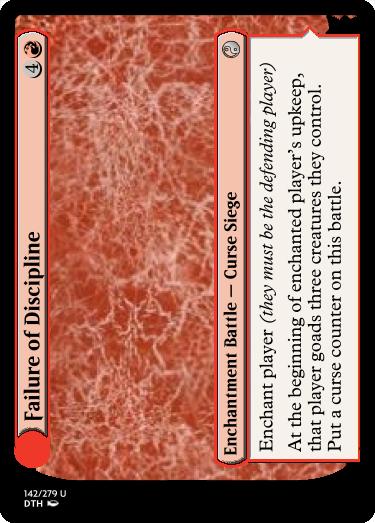 Failure of Discipline 4
Enchantment Battle — Curse Siege
Enchant player (they must be the defending player)
At the beginning of enchanted player's upkeep,
that player goads three creatures they control.
Put a curse counter on this battle.
142/279 U
DTH